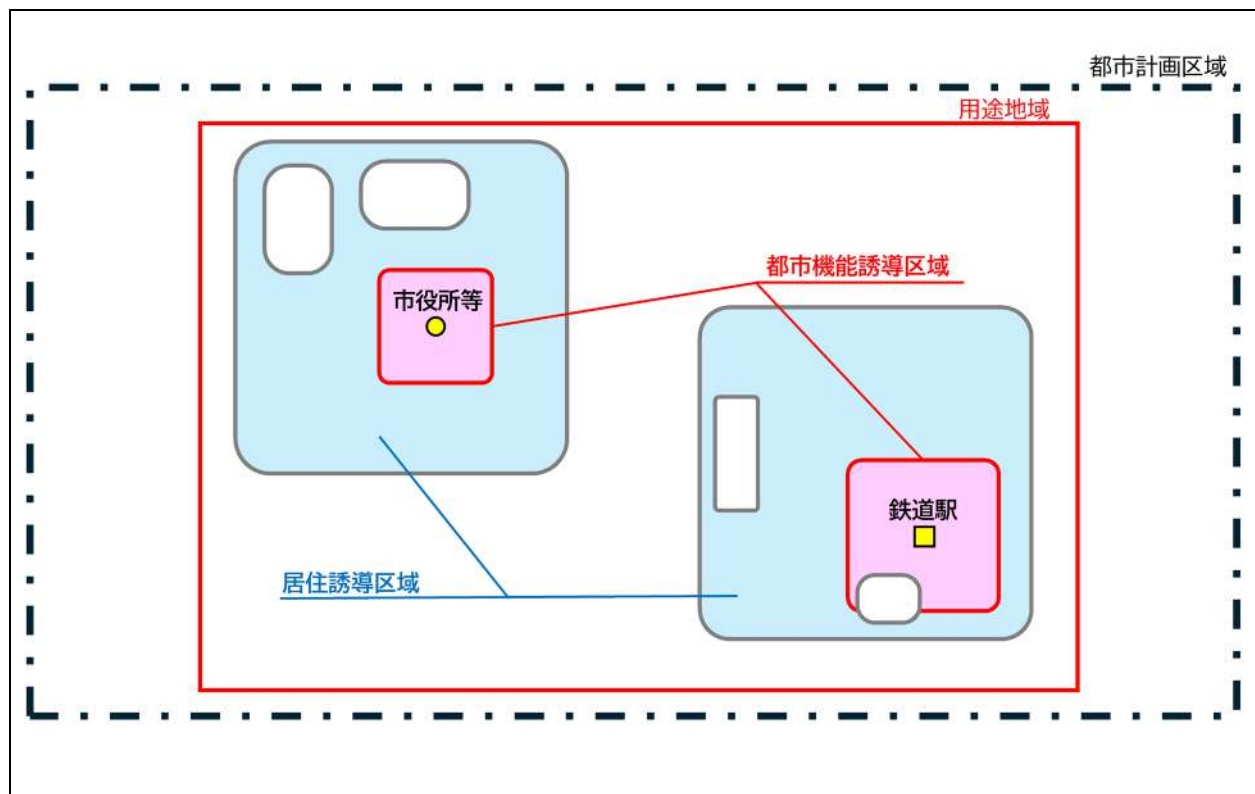 都市計画区域
用途地域
都市機能誘導区域
市役所等
鉄道駅
居住誘導区域